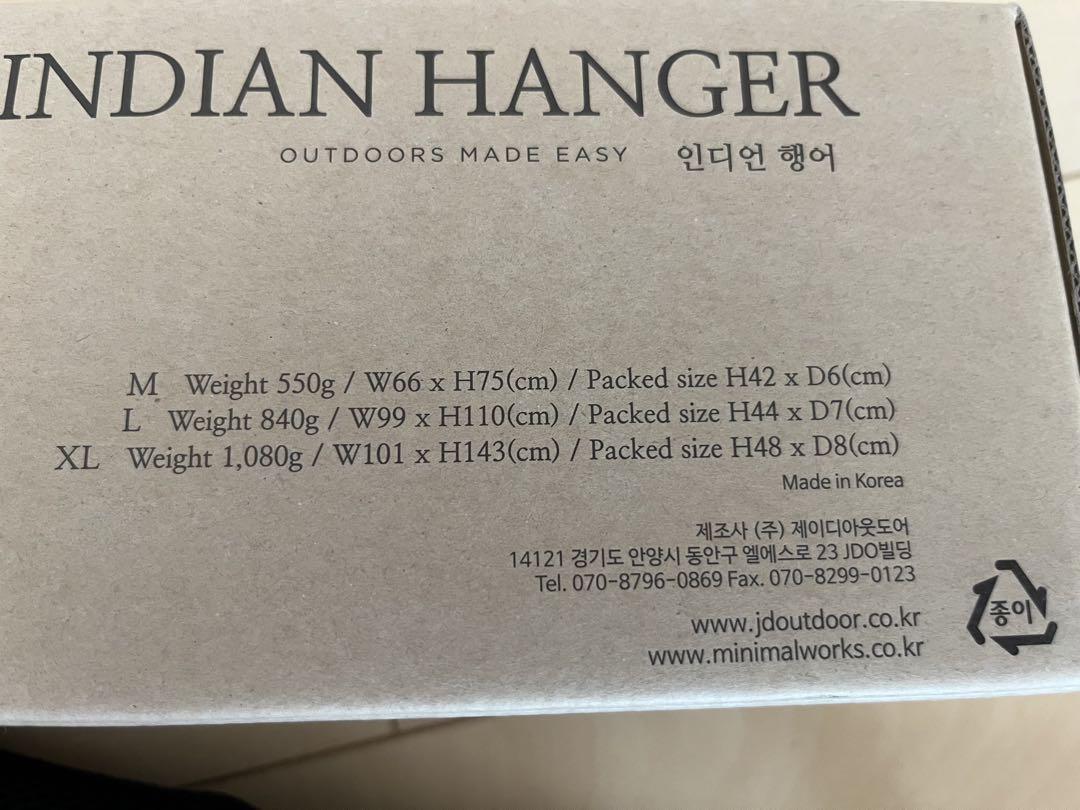 INDIAN HANGER
OUTDOORS MADE EASY 인디언 행어
M Weight 550g / W66 x H75(cm) / Packed size H42 x D6(cm)
L Weight 840g / W99 x H110(cm) / Packed size H44 x D7(cm)
XL Weight 1,080g / W101 x H143(cm) / Packed size H48 x D8(cm)
Made in Korea
제조사 (주) 제이디아웃도어
14121 경기도 안양시 동안구 엘에스로 23 JDO빌딩
Tel. 070-8796-0869 Fax. 070-8299-0123
www.jdoutdoor.co.kr
www.minimalworks.co.kr
종이